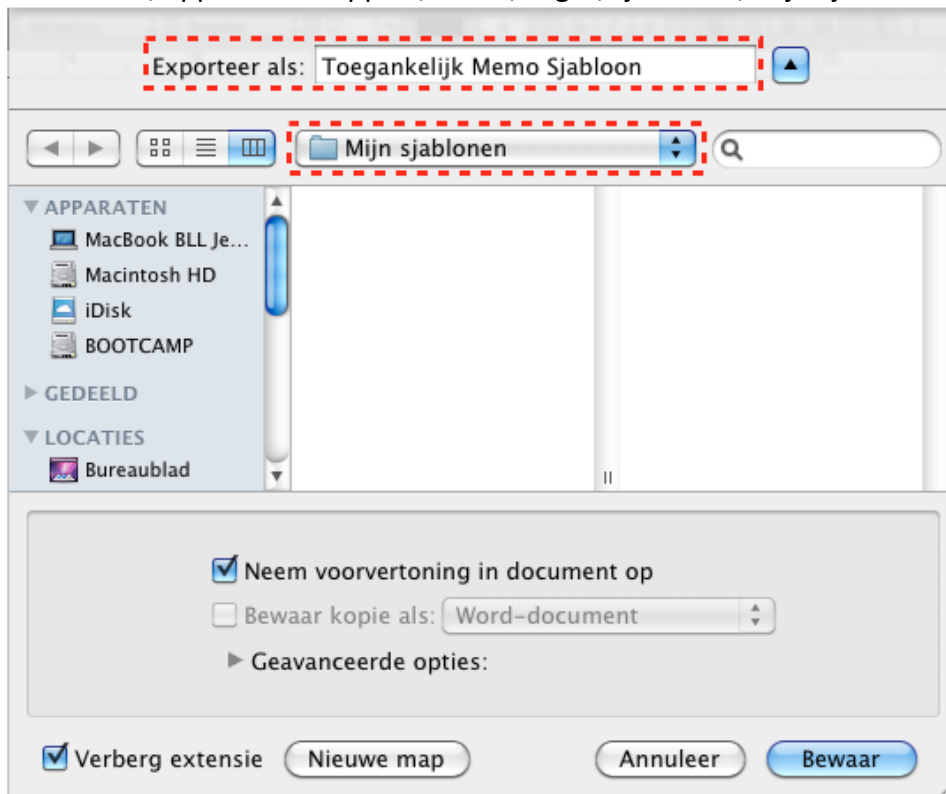 Exporteer als: Toegankelijk Memo Sjabloon
Mijn sjablonen
APPARATEN
MacBook BLL Je...
Macintosh HD
iDisk
BOOTCAMP
GEDEELD
LOCATIES
Bureaublad
Neem voorvertoning in document op
Bewaar kopie als: Word-document
Geavanceerde opties:
Verberg extensie Nieuwe map Annuleer Bewaar